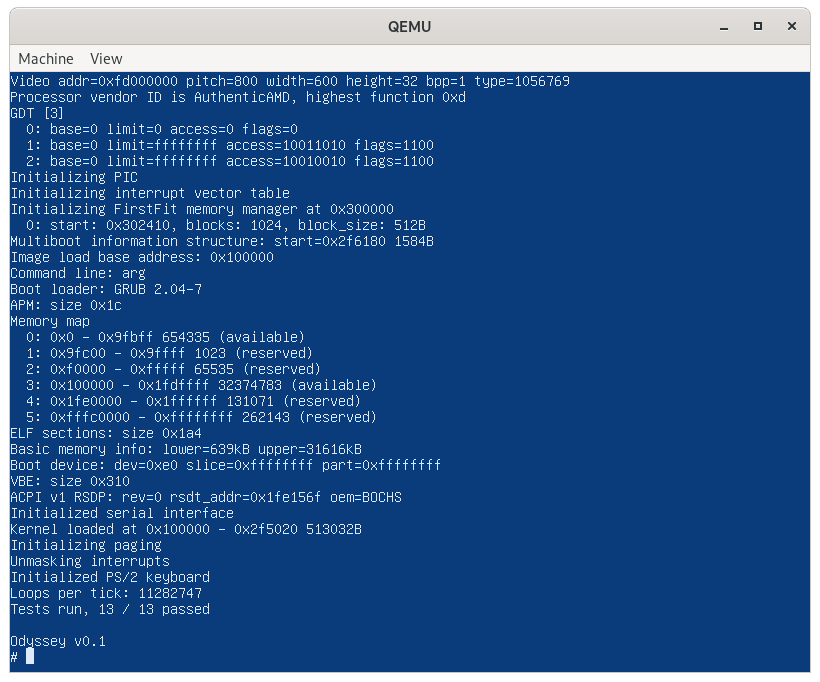 QEMU
Machine View
Video addr=0xfd000000 pitch=800 width=600 height=32 bpp=1 type=1056769
Processor vendor ID is AuthenticAMD, highest function 0xd
GDT [3]
  0: base=0 limit=0 access=0 flags=0
  1: base=0 limit=ffffffff access=10011010 flags=1100
  2: base=0 limit=ffffffff access=10010010 flags=1100
Initializing PIC
Initializing interrupt vector table
Initializing FirstFit memory manager at 0x300000
  0: start: 0x302410, blocks: 1024, block_size: 512B
Multiboot information structure: start=0x2f6180 1584B
Image load base address: 0x100000
Command line: arg
Boot loader: GRUB 2.04-7
APM: size 0x1c
Memory map
  0: 0x0 - 0x9fbff 654335 (available)
  1: 0x9fc00 - 0x9ffff 1023 (reserved)
  2: 0xf0000 - 0xfffff 65535 (reserved)
  3: 0x100000 - 0x1fdffff 32374783 (available)
  4: 0x1fe0000 - 0x1ffffff 131071 (reserved)
  5: 0xfffc0000 - 0xffffffff 262143 (reserved)
ELF sections: size 0x1a4
Basic memory info: lower=639kB upper=31616kB
Boot device: dev=0xe0 slice=0xffffffff part=0xffffffff
VBE: size 0x310
ACPI v1 RSDP: rev=0 rsdt_addr=0x1fe156f oem=BOCHS
Initialized serial interface
Kernel loaded at 0x100000 - 0x2f5020 513032B
Initializing paging
Unmasking interrupts
Initialized PS/2 keyboard
Loops per tick: 11282747
Tests run, 13 / 13 passed
Odyssey v0.1
#